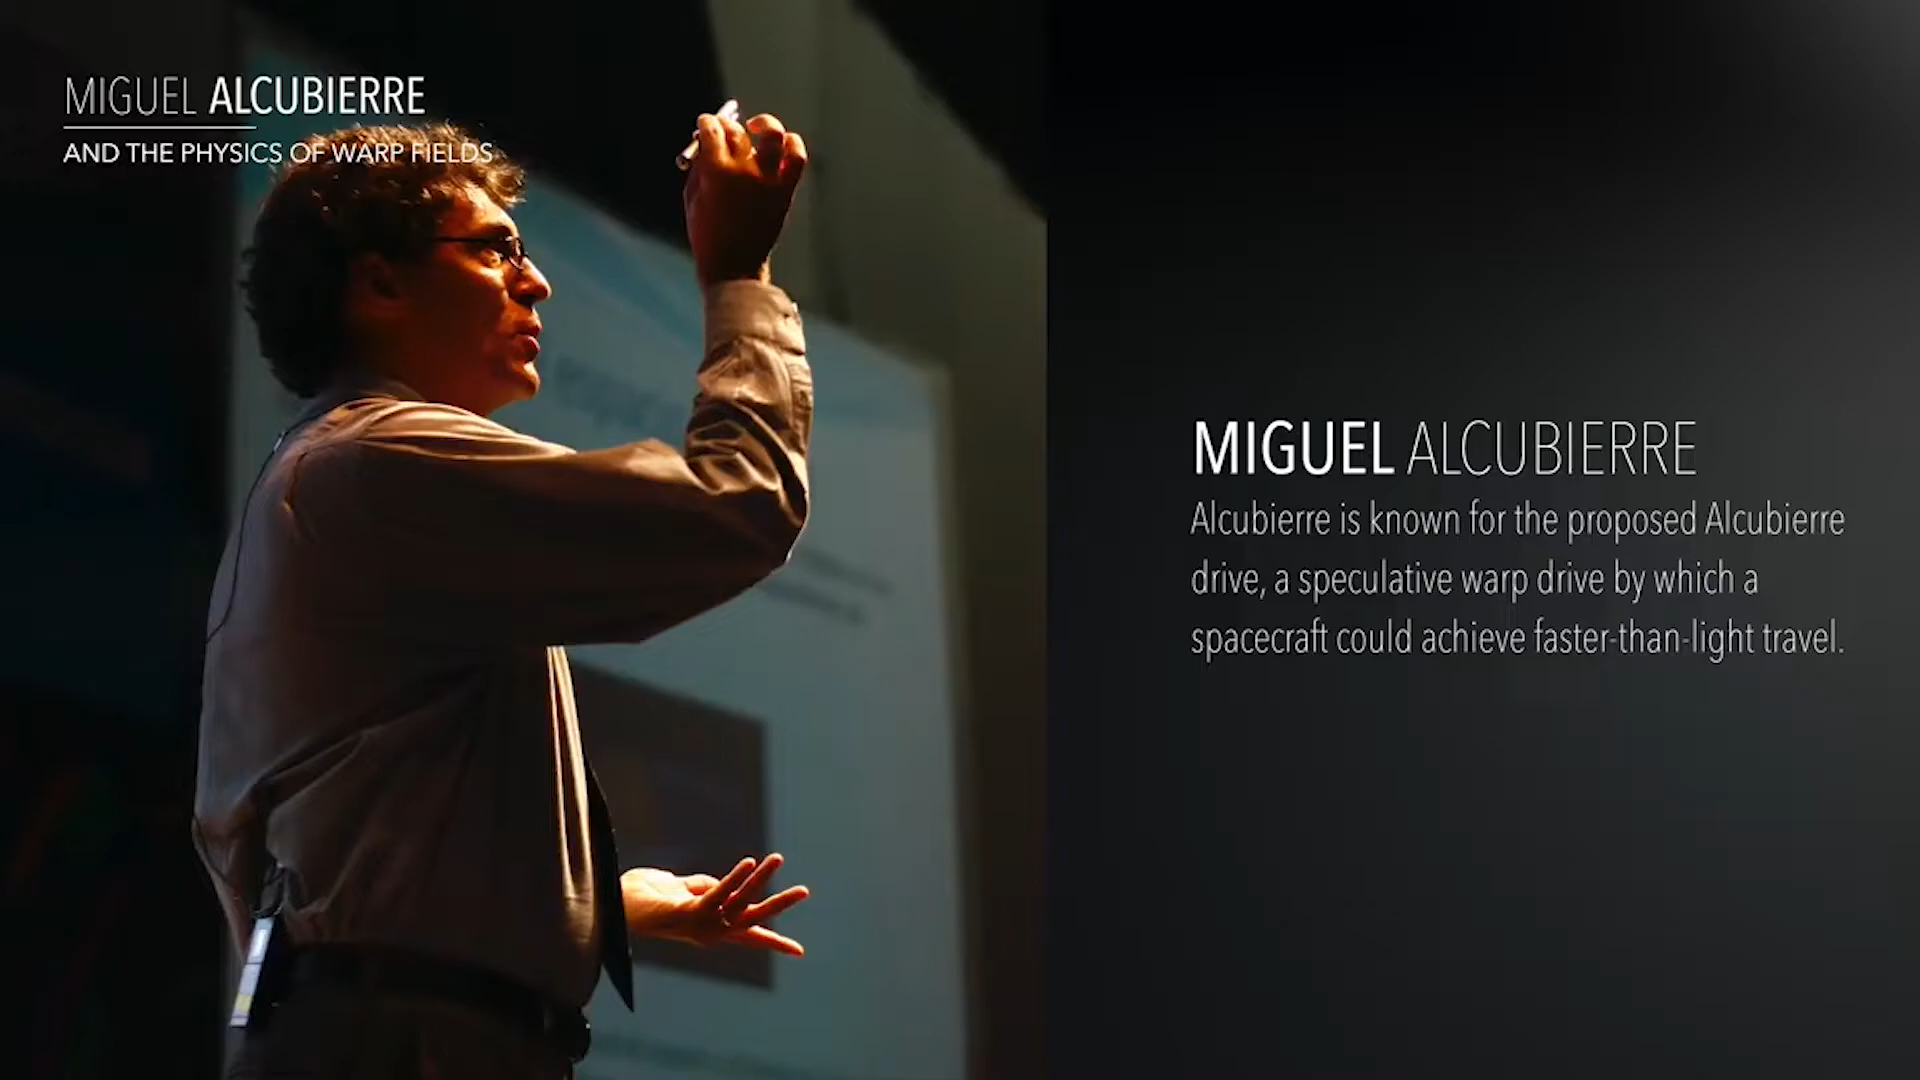 MIGUEL ALCUBIERRE
AND THE PHYSICS OF WARP FIELDS
MIGUEL ALCUBIERRE
Alcubierre is known for the proposed Alcubierre
drive, a speculative warp drive by which a
spacecraft could achieve faster-than-light travel.